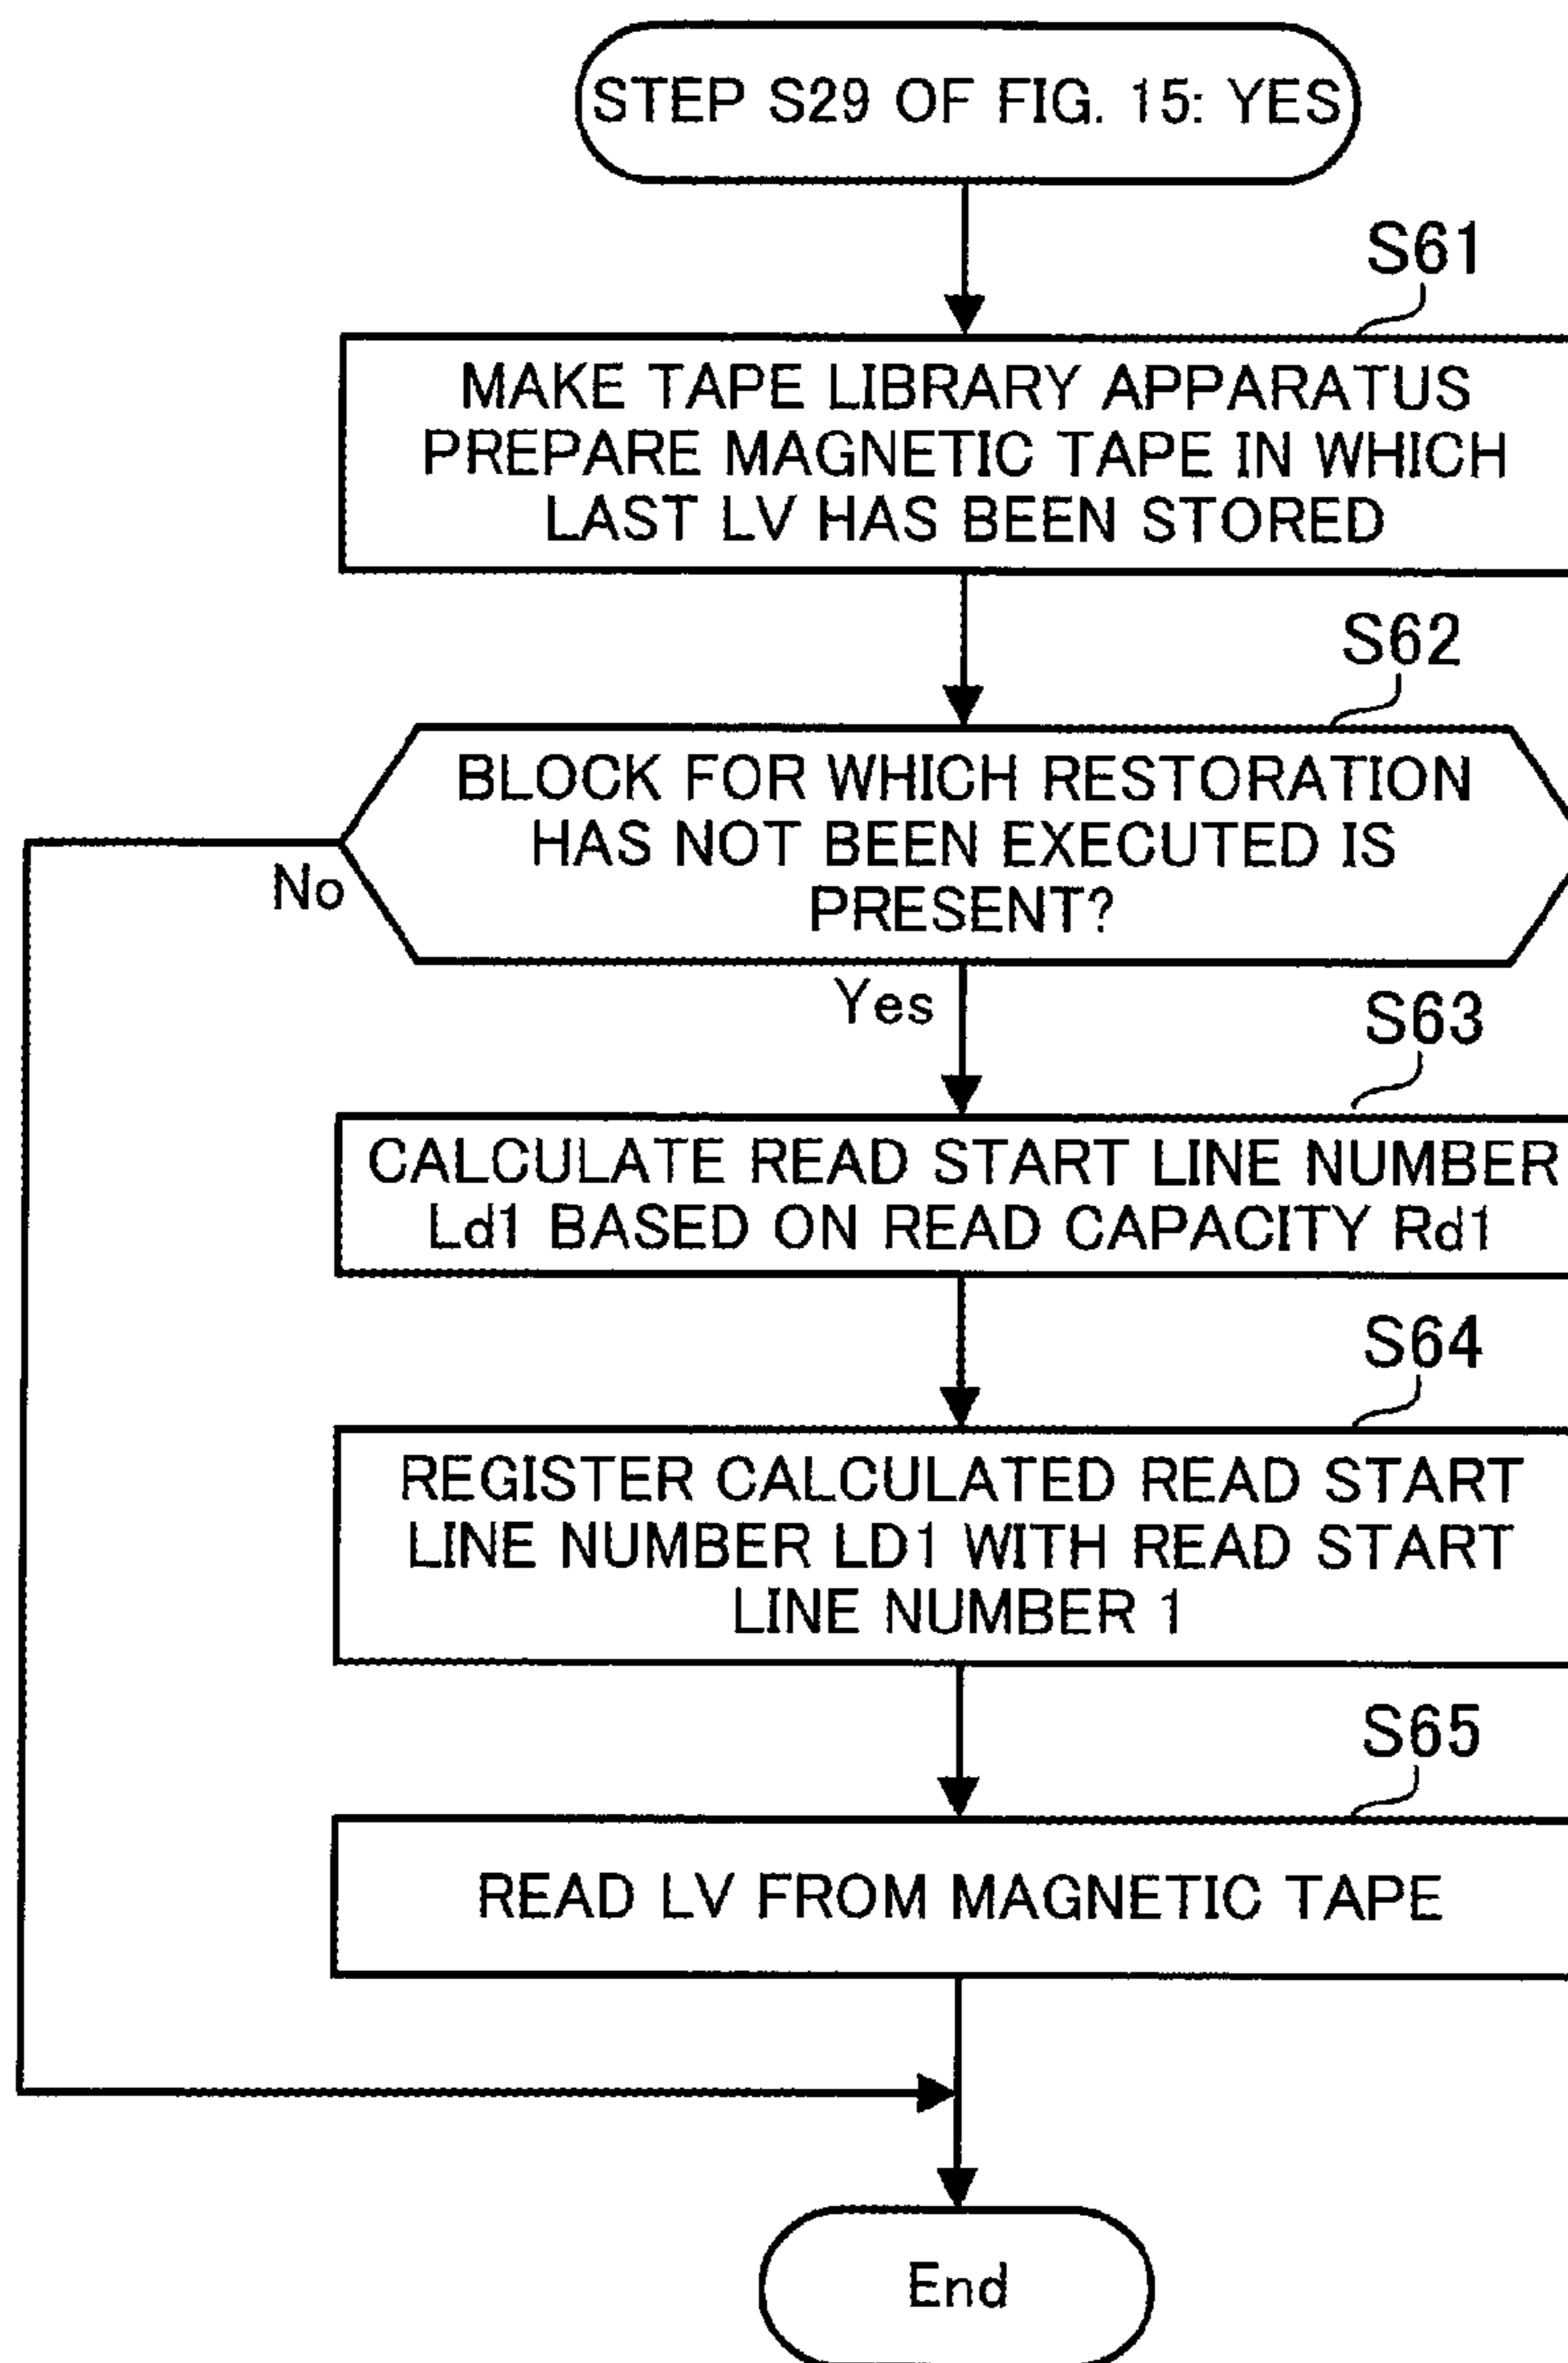 STEP S29 OF FIG. 15: YES
S61
MAKE TAPE LIBRARY APPARATUS
PREPARE MAGNETIC TAPE IN WHICH
LAST LV HAS BEEN STORED
S62
BLOCK FOR WHICH RESTORATION
HAS NOT BEEN EXECUTED IS
PRESENT?
No
Yes
S63
CALCULATE READ START LINE NUMBER
Ld1 BASED ON READ CAPACITY Rd1
S64
REGISTER CALCULATED READ START
LINE NUMBER LD1 WITH READ START
LINE NUMBER 1
S65
READ LV FROM MAGNETIC TAPE
End